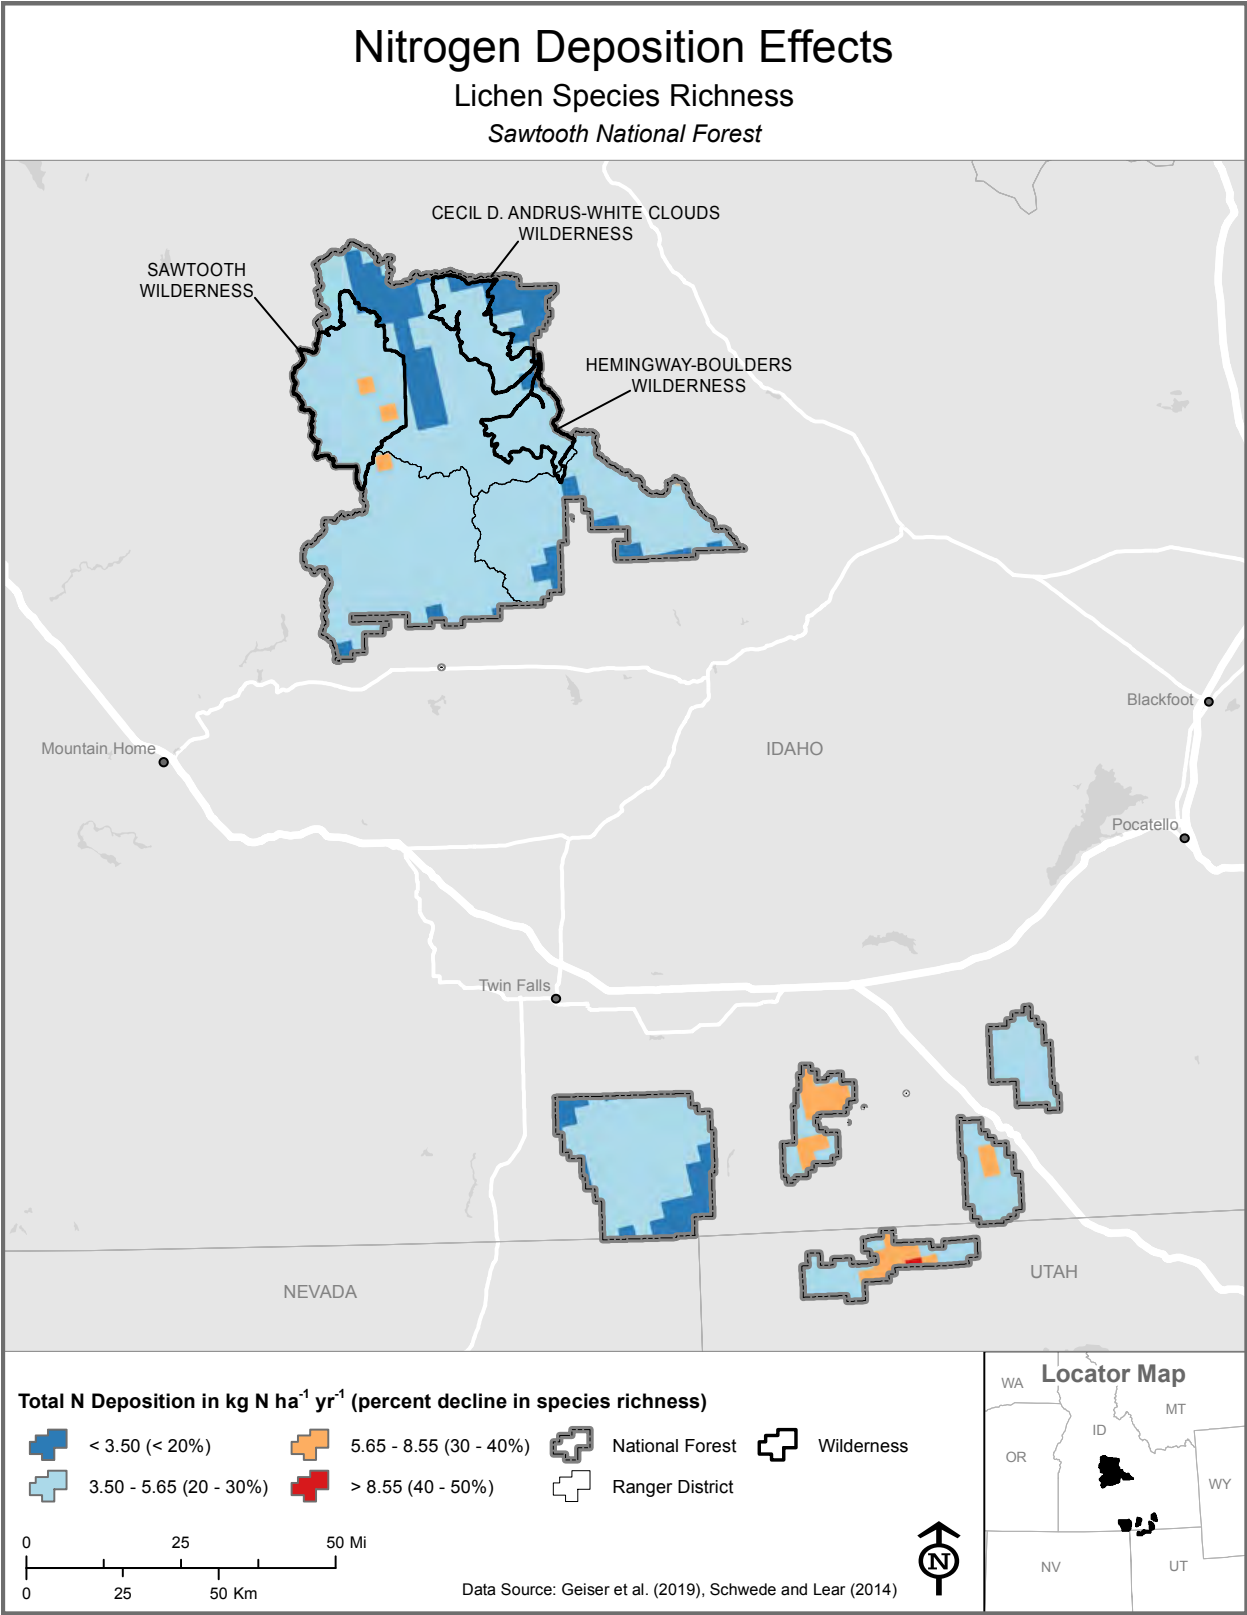 Nitrogen Deposition Effects
Lichen Species Richness
Sawtooth National Forest
CECIL D. ANDRUS-WHITE CLOUDS
WILDERNESS
SAWTOOTH
WILDERNESS
HEMINGWAY-BOULDERS
WILDERNESS
Blackfoot
Mountain Home
IDAHO
Pocatello
Twin Falls
NEVADA
UTAH
Total N Deposition in kg N ha-1 yr-1 (percent decline in species richness)
< 3.50 (< 20%)
5.65 - 8.55 (30 - 40%)
National Forest
Wilderness
3.50 - 5.65 (20 - 30%)
> 8.55 (40 - 50%)
Ranger District
0 25 50 Mi
0 25 50 Km
N
Data Source: Geiser et al. (2019), Schwede and Lear (2014)
Locator Map
WA
MT
ID
OR
WY
NV
UT